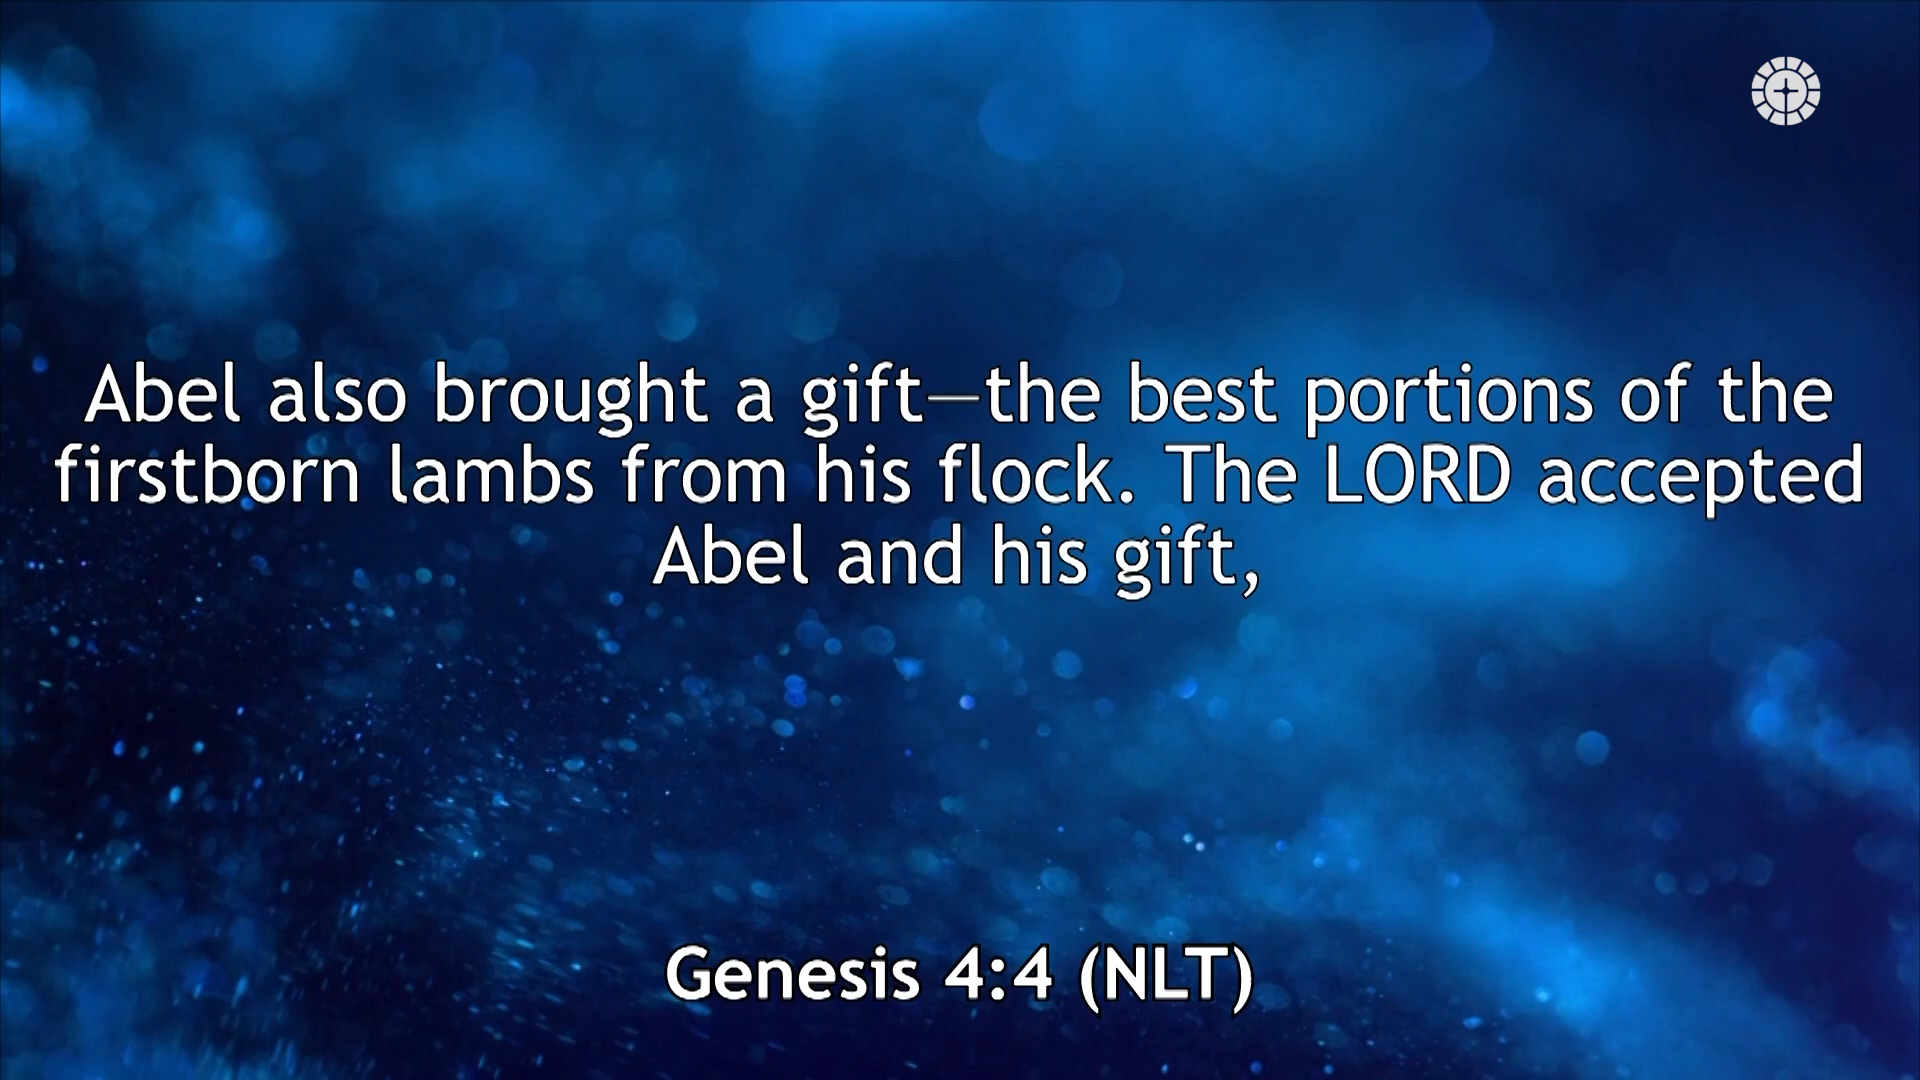 Abel also brought a gift—the best portions of the
firstborn lambs from his flock. The LORD accepted
Abel and his gift,
Genesis 4:4 (NLT)